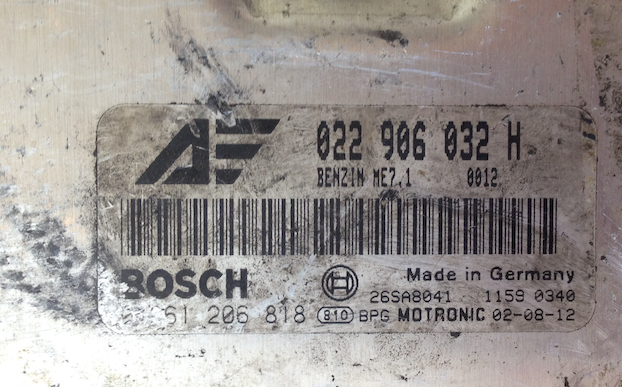 022 906 032 H
BENZIN ME7.1 0012
BOSCH Made in Germany
26SA8041 1159 0340
61 206 818 810 BPG MOTRONIC 02-08-12